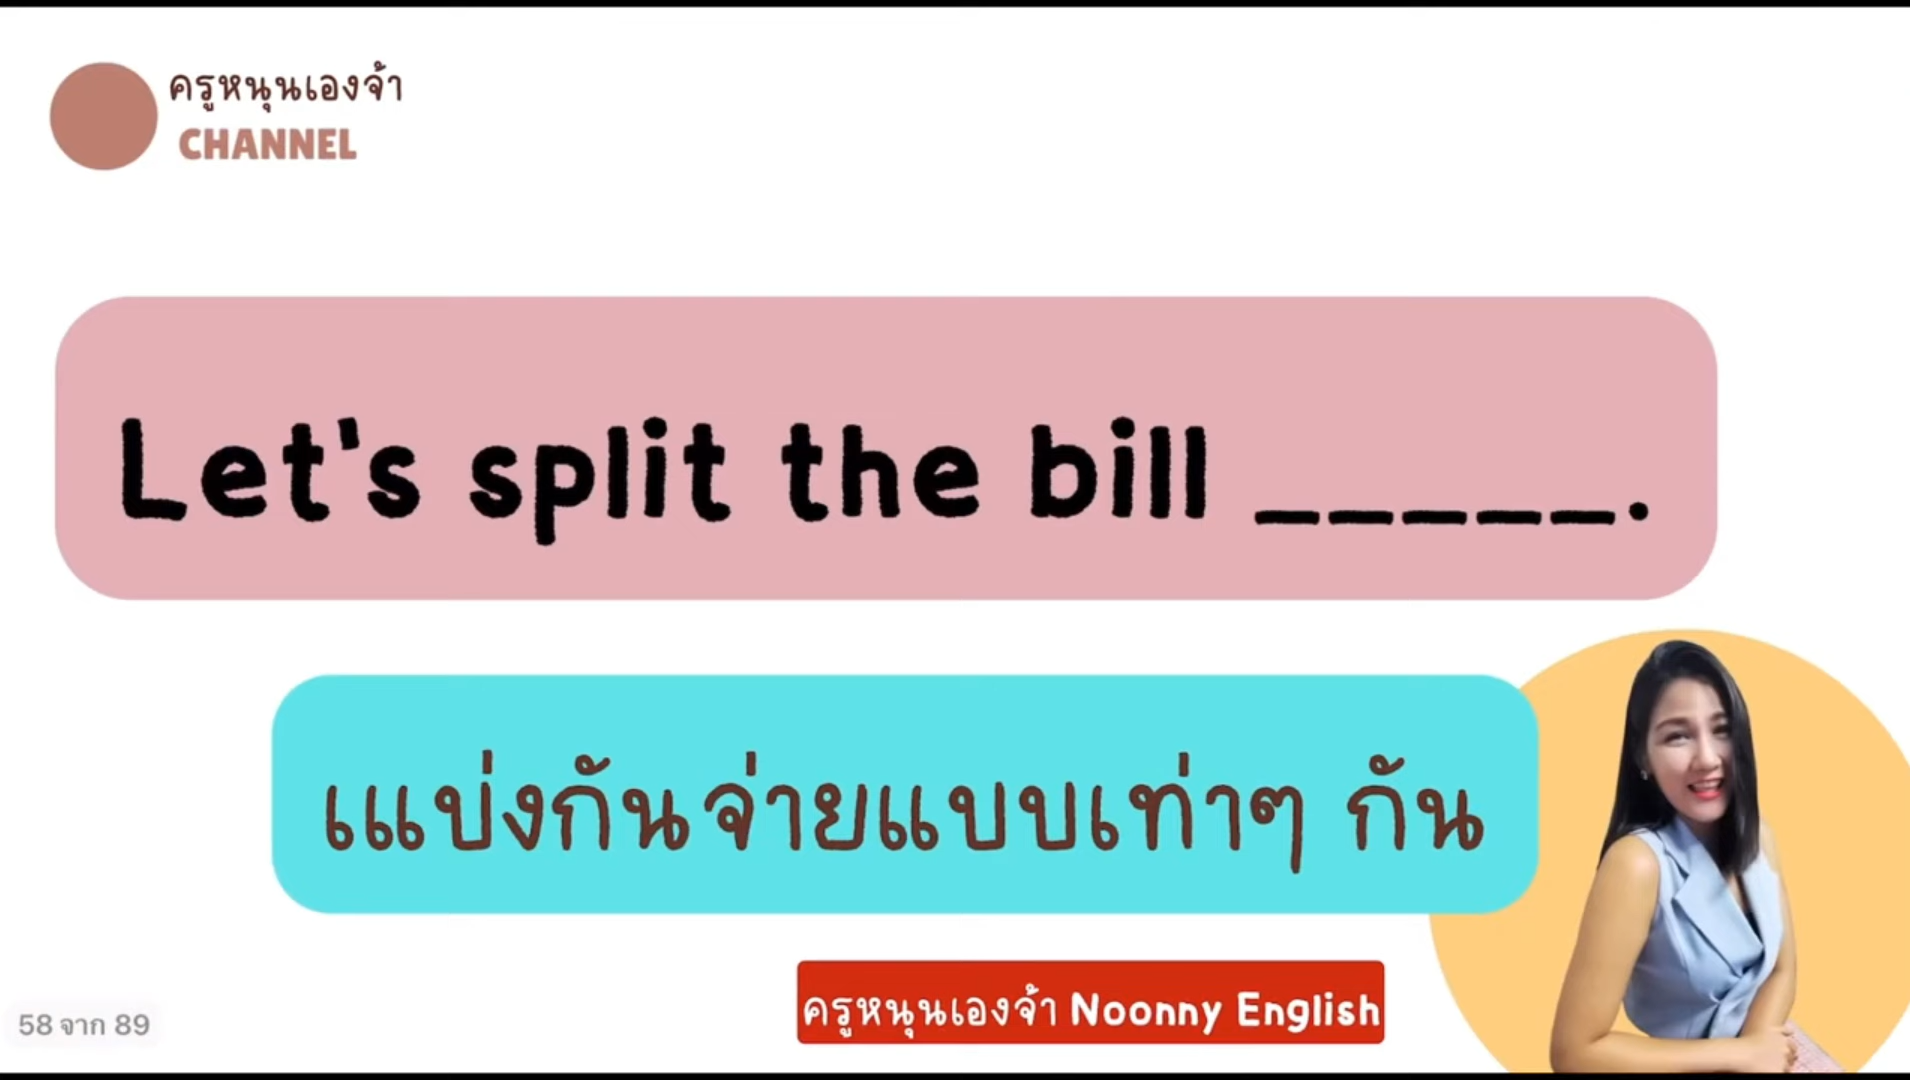 ครูหนุนเองจ้า
CHANNEL
Let's split the bill _____.
เแบ่งกันจ่ายแบบเท่าๆ กัน
ครูหนุนเองจ้า Noonny English
58 จาก 89